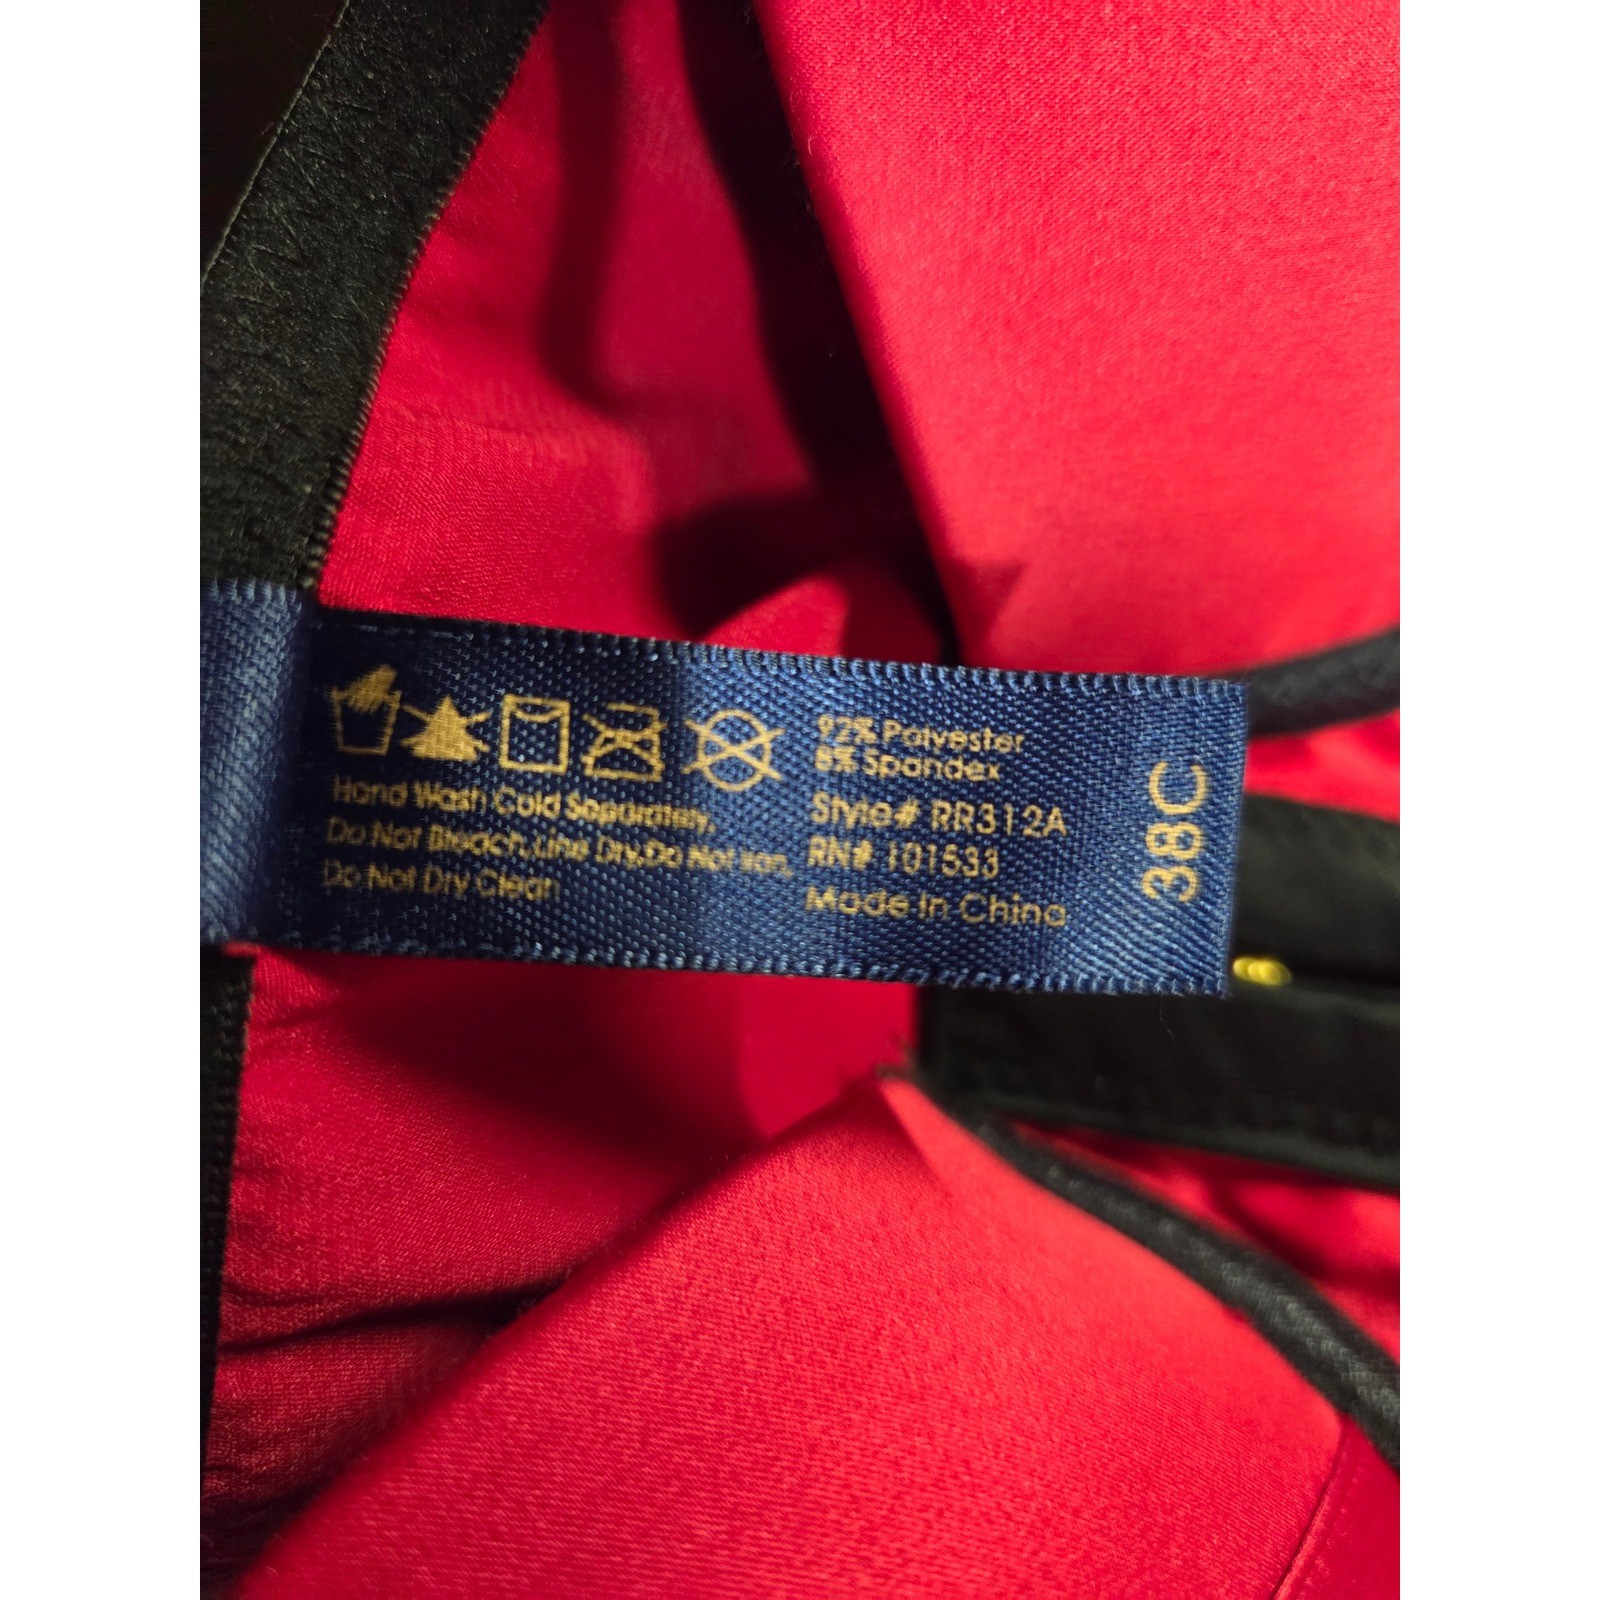 Hand Wash Cold Separately,
Do Not Bleach, Line Dry, Do Not Iron,
Do Not Dry Clean
92% Polyester
8% Spandex
Style# RR312A
RN# 101533
Made In China
38C